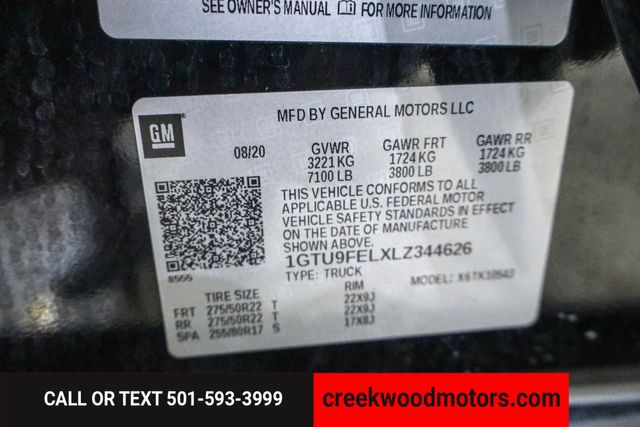 SEE OWNER'S MANUAL FOR MORE INFORMATION
MFD BY GENERAL MOTORS LLC
GM
08/20 GVWR GAWR FRT GAWR RR
3221 KG 1724 KG 1724 KG
7100 LB 3800 LB 3800 LB
THIS VEHICLE CONFORMS TO ALL
APPLICABLE U.S. FEDERAL MOTOR
VEHICLE SAFETY STANDARDS IN EFFECT
ON THE DATE OF MANUFACTURE
SHOWN ABOVE.
1GTU9FELXLZ344626
8555
TYPE: TRUCK MODEL: XSTK10543
TIRE SIZE RIM
FRT 275/50R22 T 22X9J
RR 275/50R22 T 22X9J
SPA 255/80R17 S 17X8J
CALL OR TEXT 501-593-3999
creekwoodmotors.com